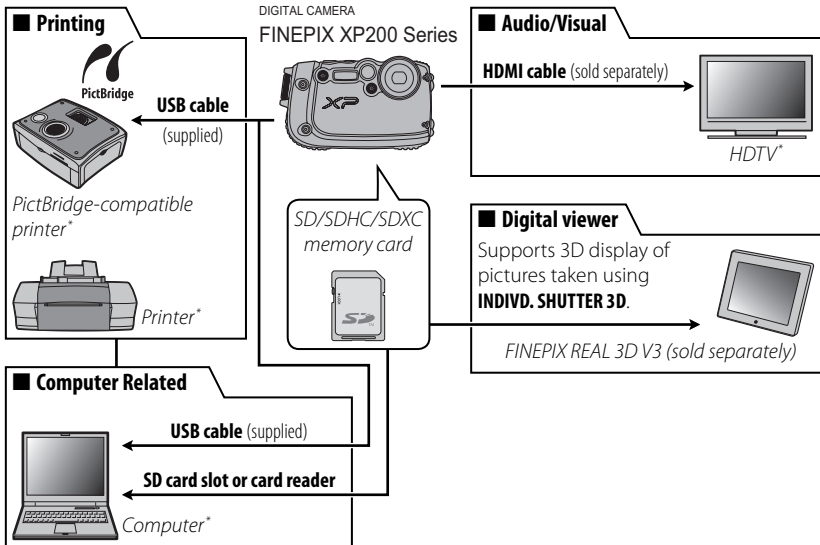 DIGITAL CAMERA
FINEPIX XP200 Series
■ Printing
PictBridge
USB cable
(supplied)
PictBridge-compatible
printer*
Printer*
XP
■ Audio/Visual
HDMI cable (sold separately)
HDTV*
SD/SDHC/SDXC
memory card
SD
■ Digital viewer
Supports 3D display of
pictures taken using
INDIVD. SHUTTER 3D.
FINEPIX REAL 3D V3 (sold separately)
■ Computer Related
USB cable (supplied)
SD card slot or card reader
Computer*